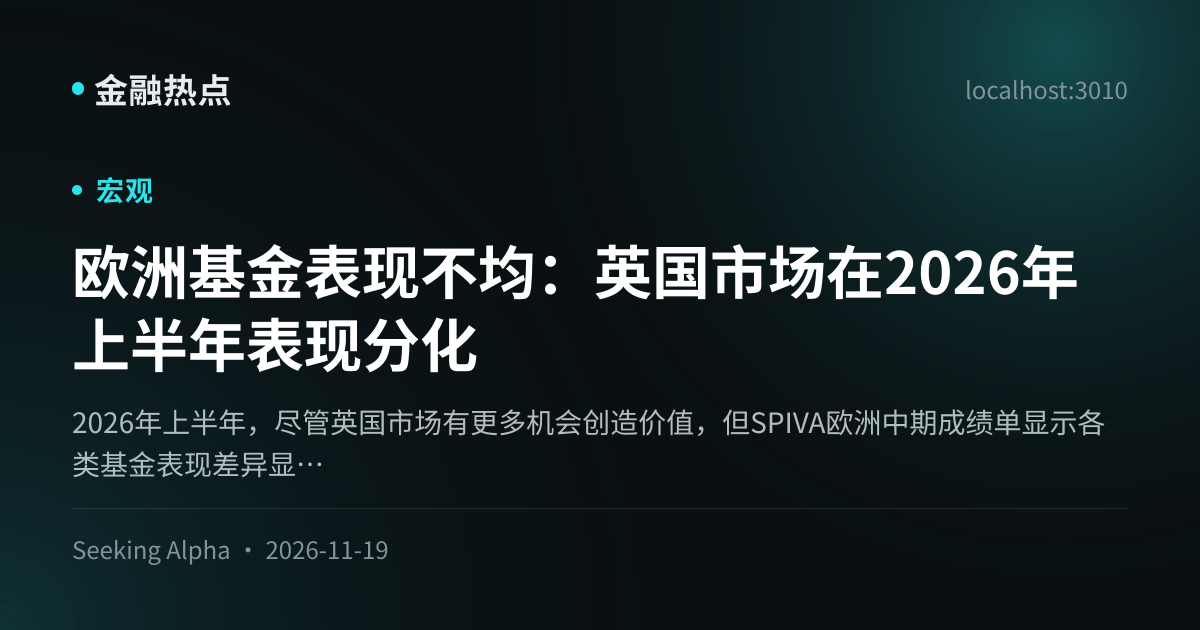 金融热点
localhost:3010
宏观
欧洲基金表现不均：英国市场在2026年
上半年表现分化
2026年上半年，尽管英国市场有更多机会创造价值，但SPIVA欧洲中期成绩单显示各
类基金表现差异显…
Seeking Alpha • 2026-11-19